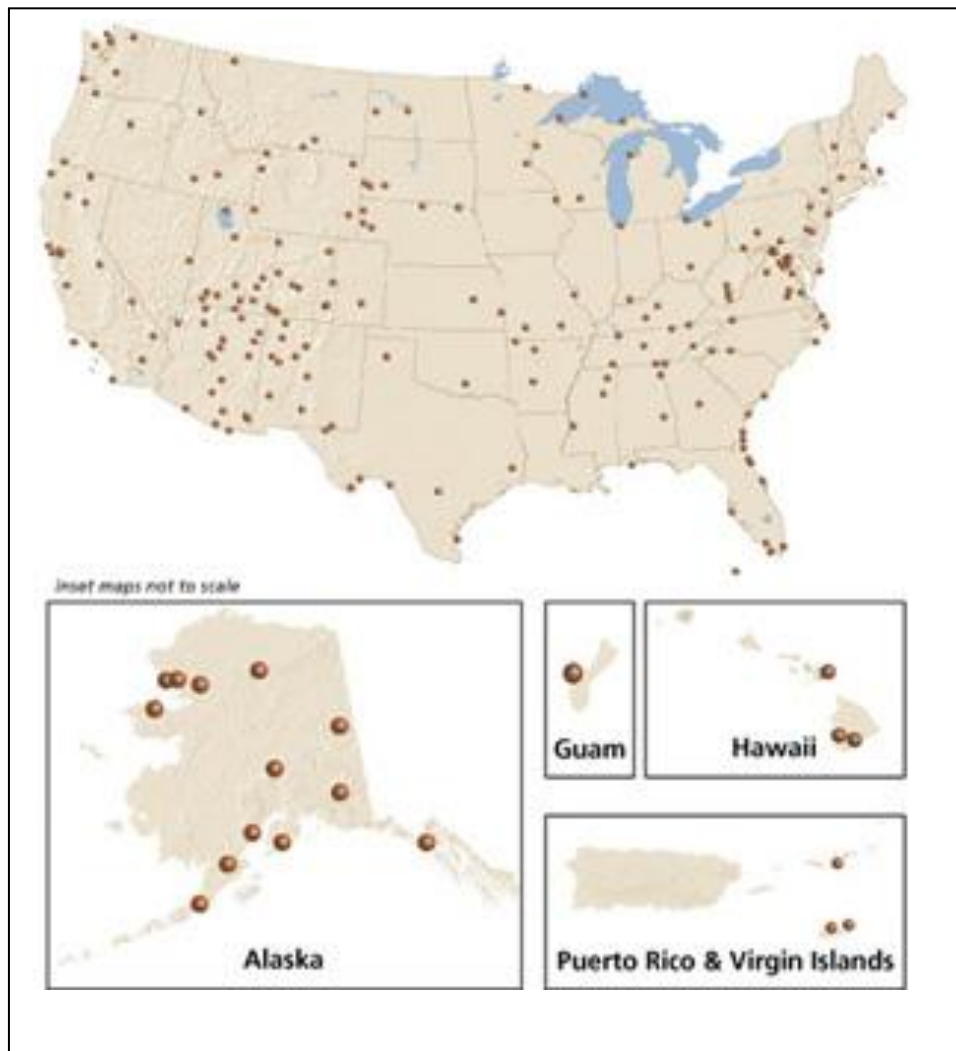 Inset maps not to scale
Guam
Hawaii
Alaska
Puerto Rico & Virgin Islands